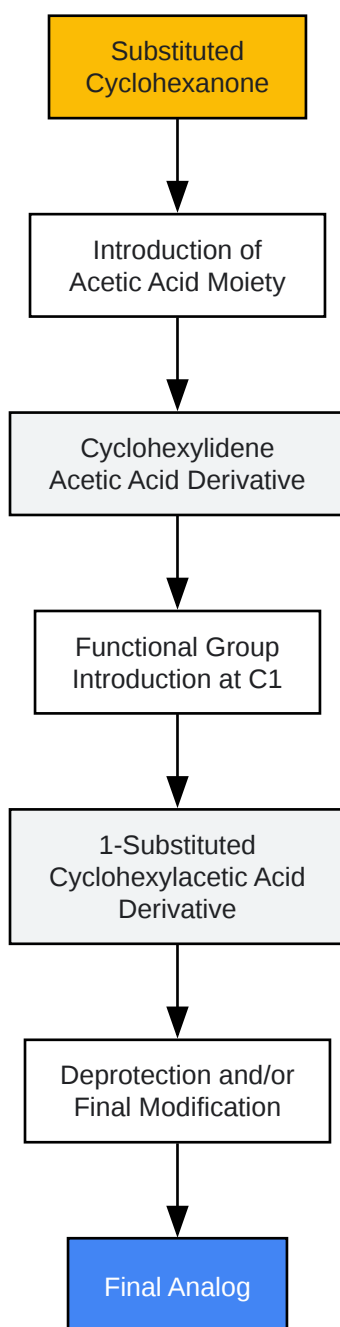 Substituted
Cyclohexanone
Introduction of
Acetic Acid Moiety
Cyclohexylidene
Acetic Acid Derivative
Functional Group
Introduction at C1
1-Substituted
Cyclohexylacetic Acid
Derivative
Deprotection and/or
Final Modification
Final Analog